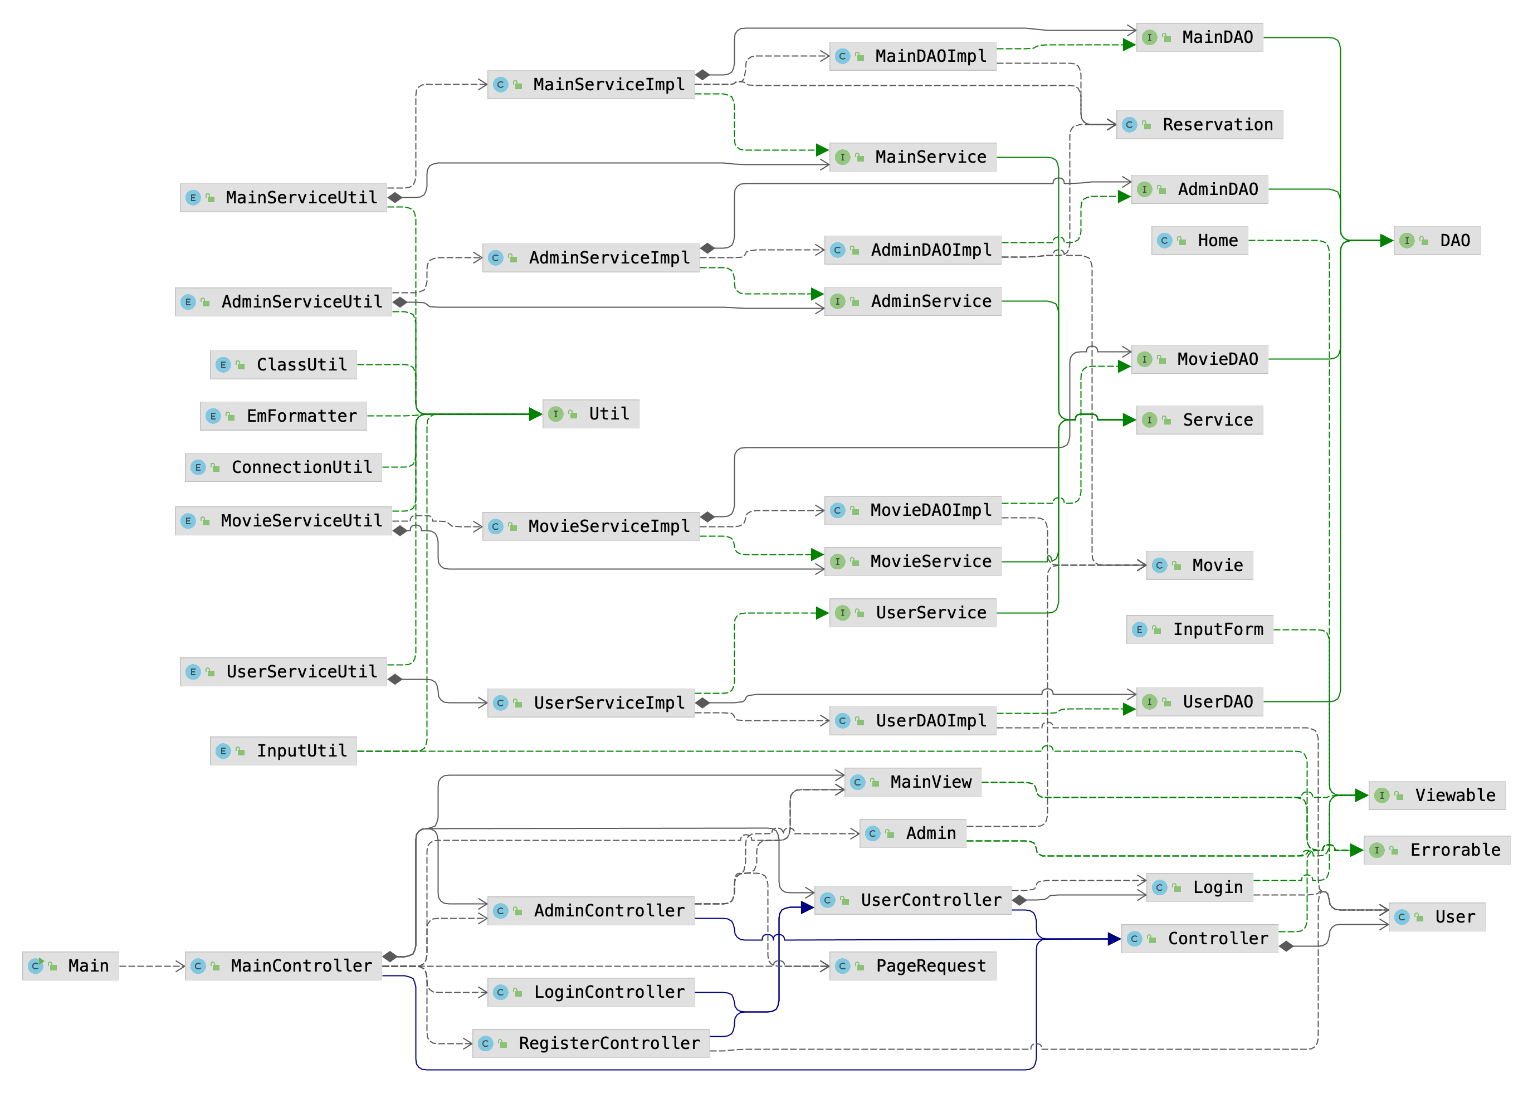 MainDAO
MainDAOImpl
MainServiceImpl
Reservation
MainService
AdminDAO
MainServiceUtil
Home
DAO
AdminDAOImpl
AdminServiceImpl
AdminServiceUtil
AdminService
MovieDAO
ClassUtil
Util
EmFormatter
Service
ConnectionUtil
MovieDAOImpl
MovieServiceUtil
MovieServiceImpl
MovieService
Movie
UserService
InputForm
UserServiceUtil
UserServiceImpl
UserDAO
UserDAOImpl
InputUtil
MainView
Viewable
Admin
Errorable
Login
UserController
AdminController
User
Controller
Main
MainController
PageRequest
LoginController
RegisterController